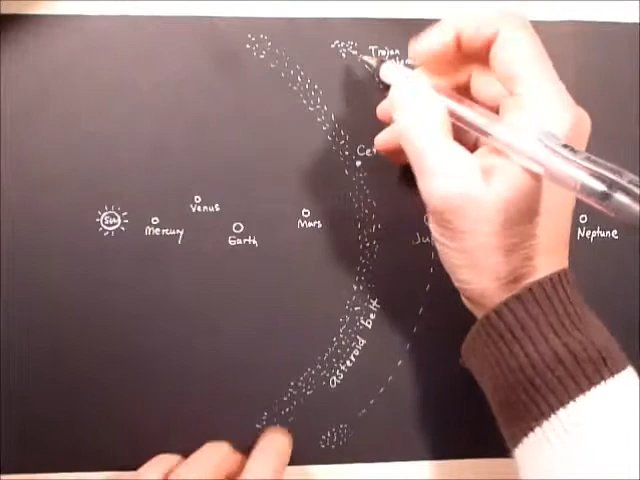 Trojan
Sun
Mercury
Venus
Earth
Mars
Neptune
asteroid belt